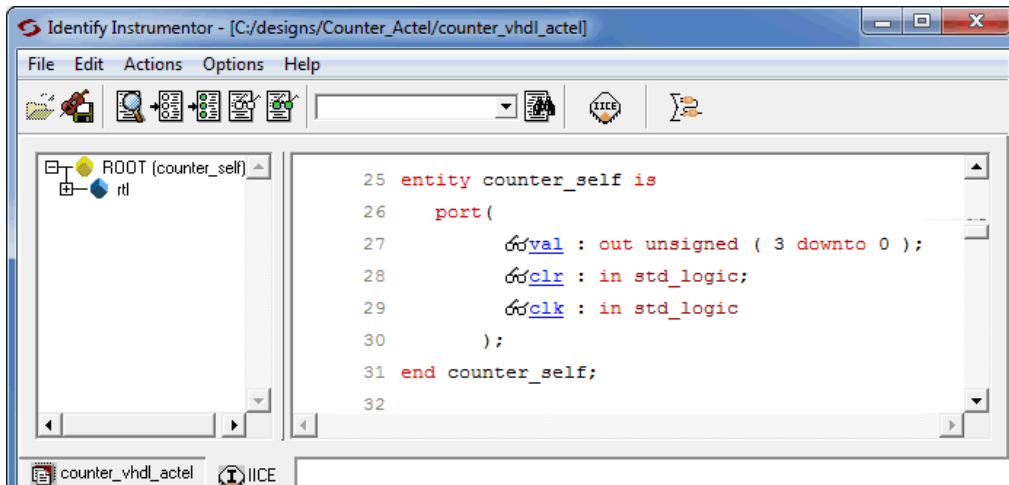 Identify Instrumentor - [C:/designs/Counter_Actel/counter_vhdl_actel]
File Edit Actions Options Help
IICE
ROOT (counter_self)
rtl
25 entity counter_self is
26 port(
27 val : out unsigned ( 3 downto 0 );
28 clr : in std_logic;
29 clk : in std_logic
30 );
31 end counter_self;
32
counter_vhdl_actel IICE